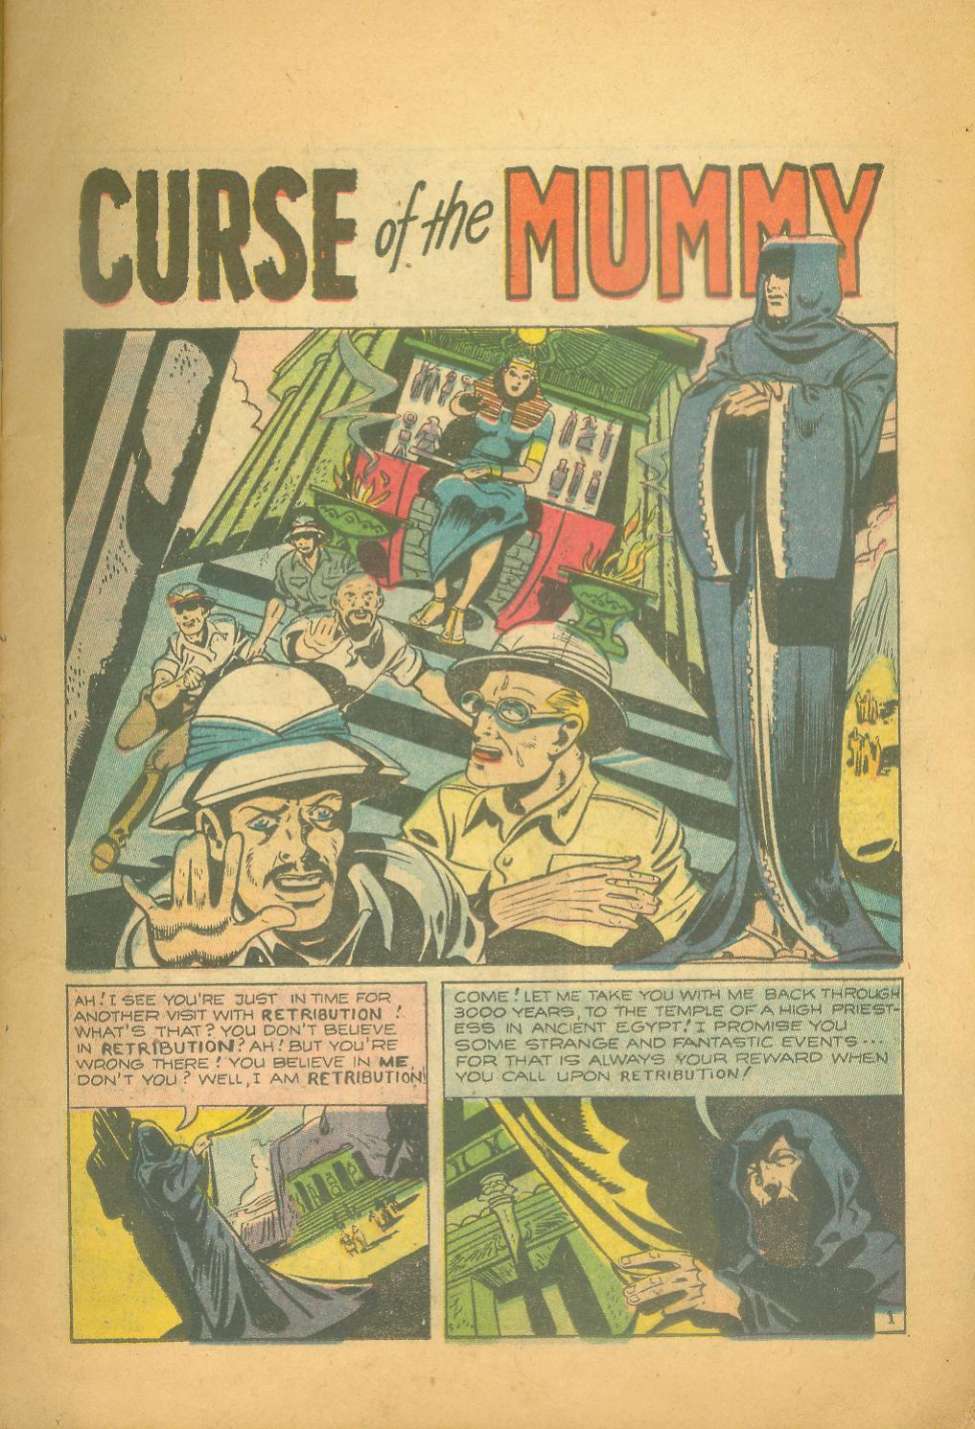 CURSE of the MUMMY
AH! I SEE YOU'RE JUST IN TIME FOR
ANOTHER VISIT WITH RETRIBUTION!
WHAT'S THAT? YOU DON'T BELIEVE
IN RETRIBUTION? AH! BUT YOU'RE
WRONG THERE! YOU BELIEVE IN ME,
DON'T YOU? WELL, I AM RETRIBUTION!
COME! LET ME TAKE YOU WITH ME BACK THROUGH
3000 YEARS, TO THE TEMPLE OF A HIGH PRIEST-
ESS IN ANCIENT EGYPT! I PROMISE YOU
SOME STRANGE AND FANTASTIC EVENTS---
FOR THAT IS ALWAYS YOUR REWARD WHEN
YOU CALL UPON RETRIBUTION!
1